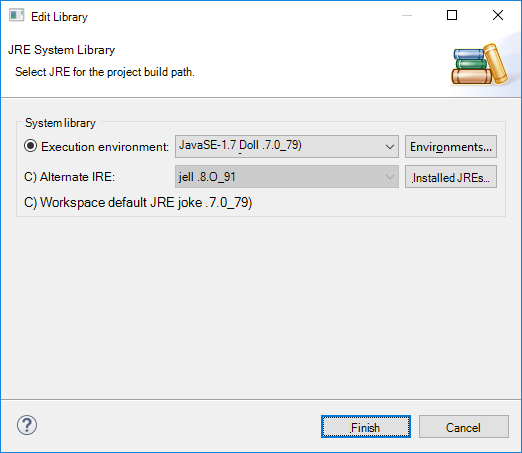 Edit Library
JRE System Library
Select JRE for the project build path.
System library
Execution environment: JavaSE-1.7 Doll .7.0_79) Environments...
C) Alternate IRE: jell .8.O_91 Installed JREs...
C) Workspace default JRE joke .7.0_79)
Finish Cancel